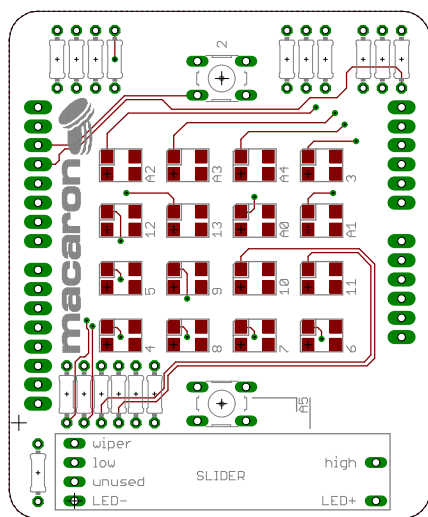 2
macaron
A2 A3 A4 3
12 13 A0 A1
5 9 10 11
4 8 7 6
A5
wiper
low high
unused SLIDER
LED- LED+